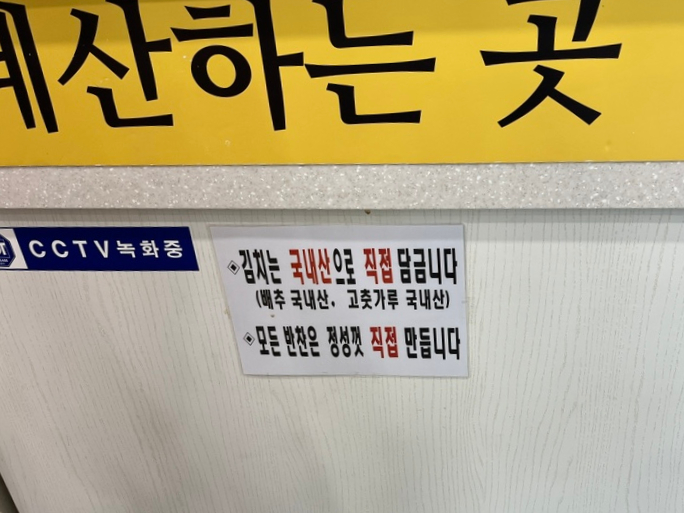 계산하는 곳
CCTV녹화중
◈김치는 국내산으로 직접 담급니다
(배추 국내산. 고춧가루 국내산)
◈모든 반찬은 정성껏 직접 만듭니다